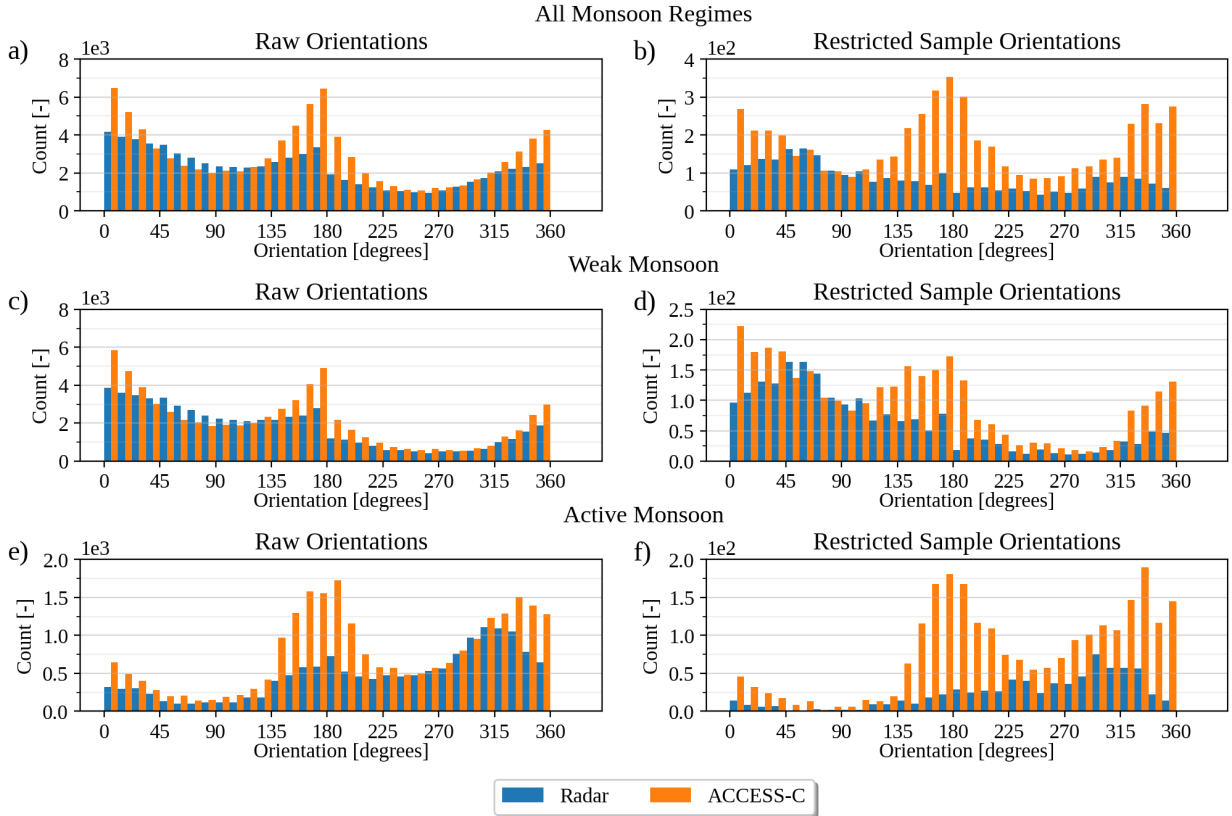 All Monsoon Regimes
a) Raw Orientations
1e3
8
6
4
2
0
Count [-]
0 45 90 135 180 225 270 315 360
Orientation [degrees]
b) Restricted Sample Orientations
1e2
4
3
2
1
0
Count [-]
0 45 90 135 180 225 270 315 360
Orientation [degrees]
Weak Monsoon
c) Raw Orientations
1e3
8
6
4
2
0
Count [-]
0 45 90 135 180 225 270 315 360
Orientation [degrees]
d) Restricted Sample Orientations
1e2
2.5
2.0
1.5
1.0
0.5
0.0
Count [-]
0 45 90 135 180 225 270 315 360
Orientation [degrees]
Active Monsoon
e) Raw Orientations
1e3
2.0
1.5
1.0
0.5
0.0
Count [-]
0 45 90 135 180 225 270 315 360
Orientation [degrees]
f) Restricted Sample Orientations
1e2
2.0
1.5
1.0
0.5
0.0
Count [-]
0 45 90 135 180 225 270 315 360
Orientation [degrees]
Radar ACCESS-C